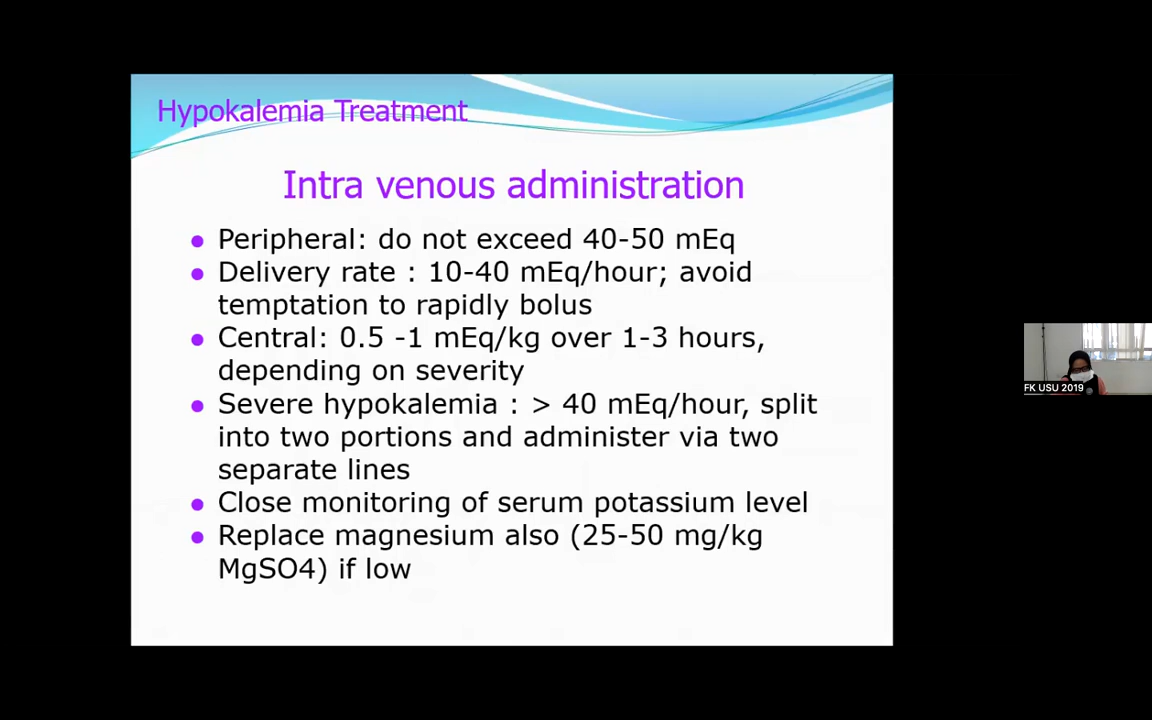 Hypokalemia Treatment
Intra venous administration
● Peripheral: do not exceed 40-50 mEq
● Delivery rate : 10-40 mEq/hour; avoid
temptation to rapidly bolus
● Central: 0.5 -1 mEq/kg over 1-3 hours,
depending on severity
● Severe hypokalemia : > 40 mEq/hour, split
into two portions and administer via two
separate lines
● Close monitoring of serum potassium level
● Replace magnesium also (25-50 mg/kg
MgSO4) if low
FK USU 2019